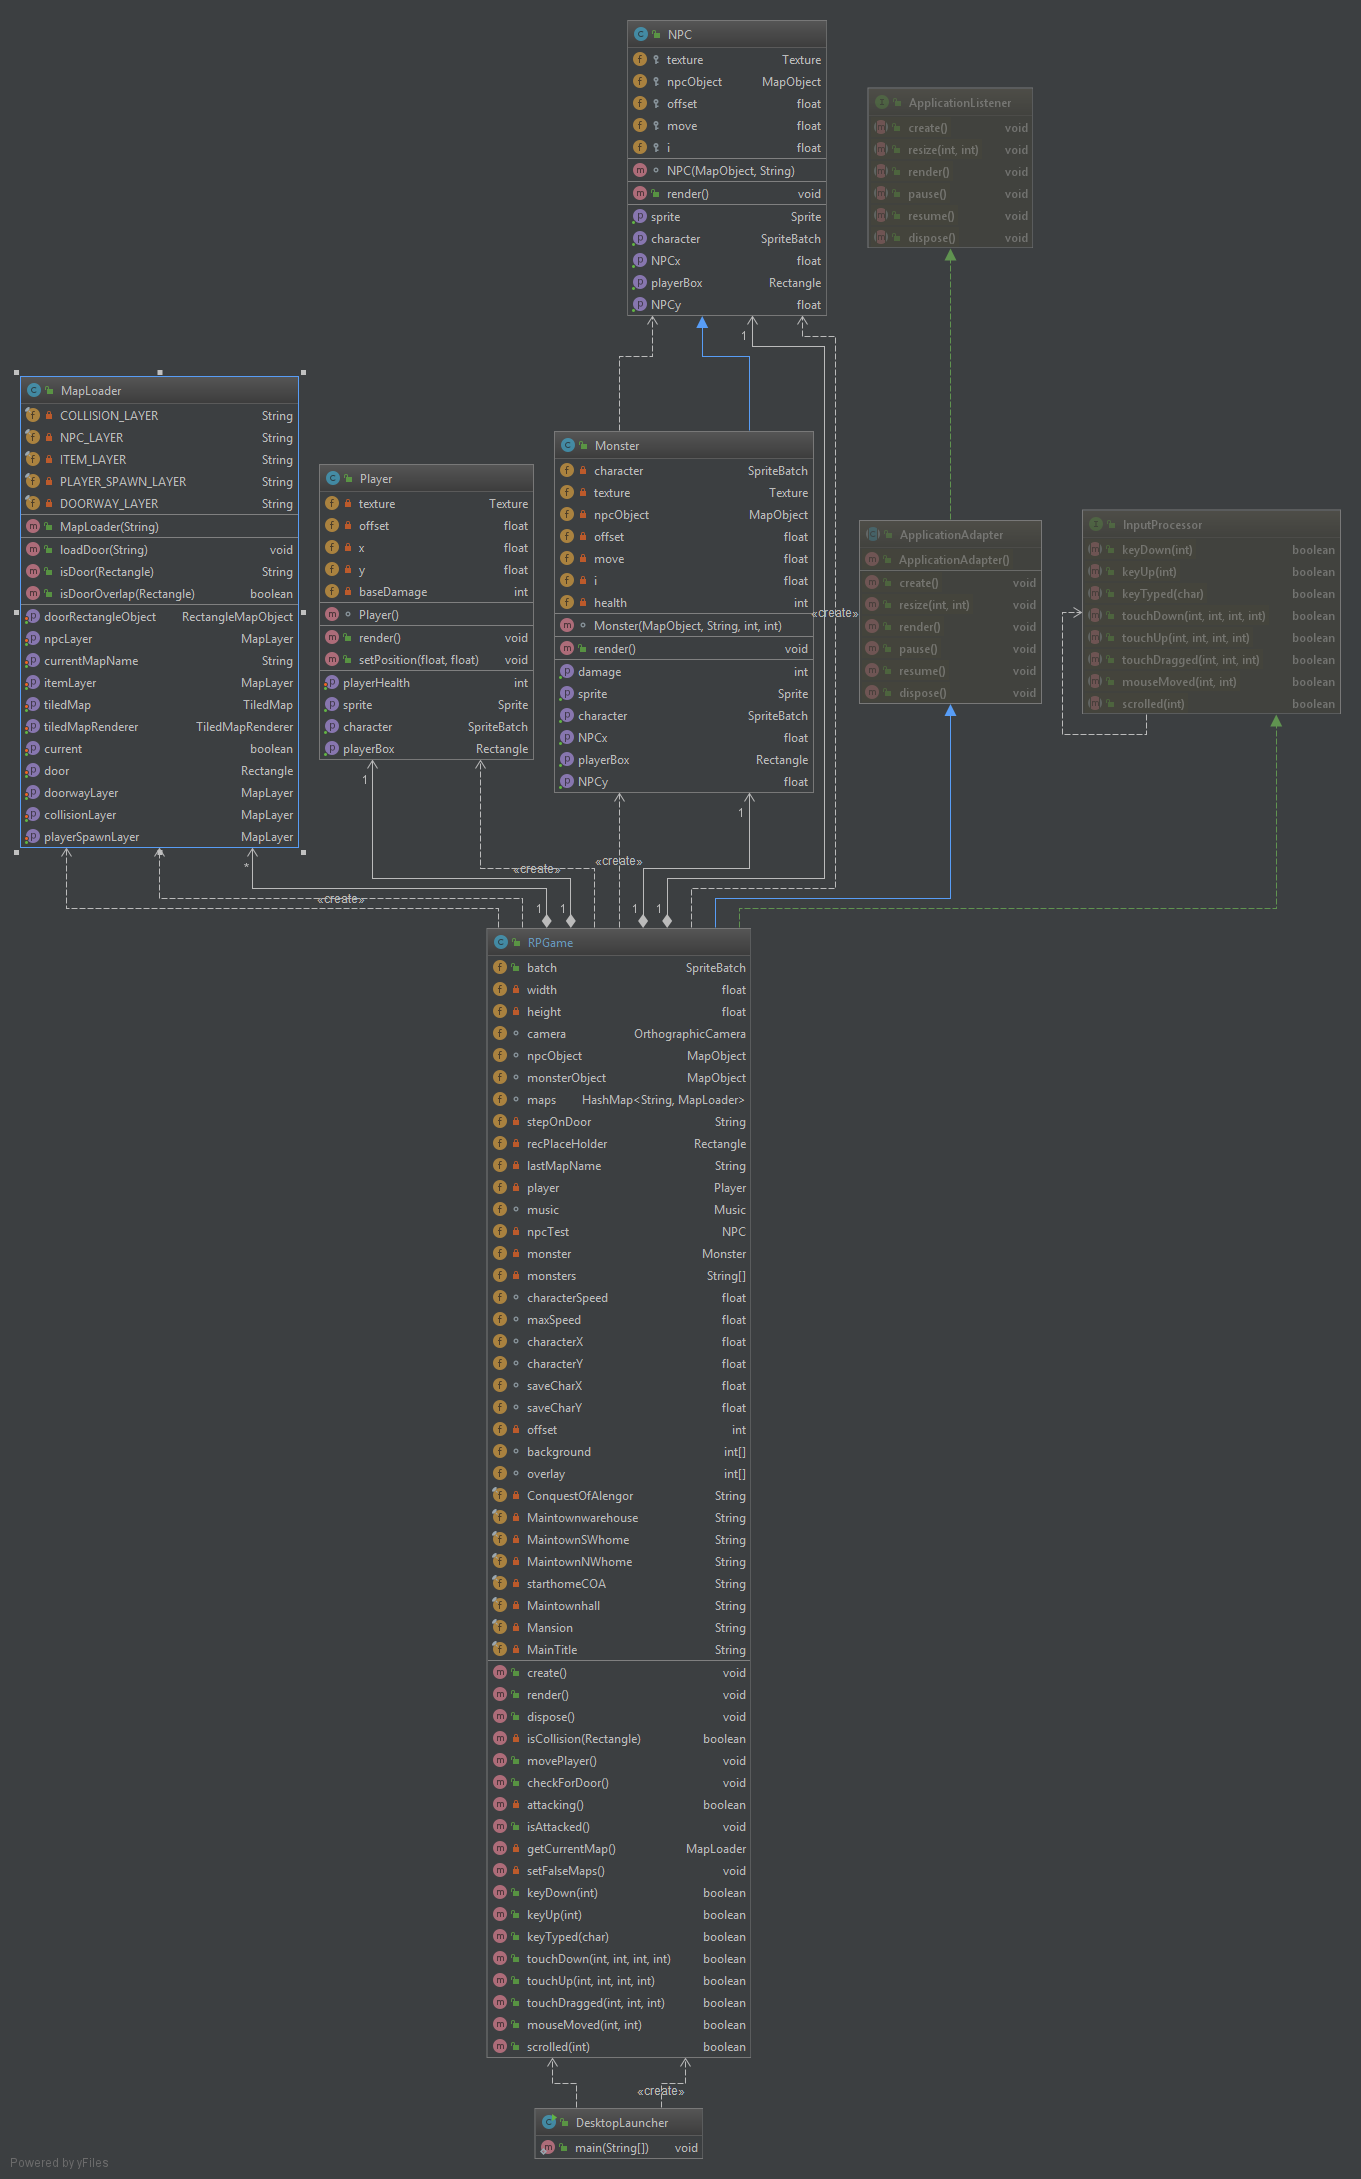 NPC
texture Texture
npcObject MapObject
offset float
move float
i float
NPC(MapObject, String)
render() void
sprite Sprite
character SpriteBatch
NPCx float
playerBox Rectangle
NPCy float
1
ApplicationListener
create() void
resize(int, int) void
render() void
pause() void
resume() void
dispose() void
MapLoader
COLLISION_LAYER String
NPC_LAYER String
ITEM_LAYER String
PLAYER_SPAWN_LAYER String
DOORWAY_LAYER String
MapLoader(String)
loadDoor(String) void
isDoor(Rectangle) String
isDoorOverlap(Rectangle) boolean
doorRectangleObject RectangleMapObject
npcLayer MapLayer
currentMapName String
itemLayer MapLayer
tiledMap TiledMap
tiledMapRenderer TiledMapRenderer
current boolean
door Rectangle
doorwayLayer MapLayer
collisionLayer MapLayer
playerSpawnLayer MapLayer
*
Player
texture Texture
offset float
x float
y float
baseDamage int
Player()
render() void
setPosition(float, float) void
playerHealth int
sprite Sprite
character SpriteBatch
playerBox Rectangle
1
Monster
character SpriteBatch
texture Texture
npcObject MapObject
offset float
move float
i float
health int
Monster(MapObject, String, int, int)
render() void
damage int
sprite Sprite
character SpriteBatch
NPCx float
playerBox Rectangle
NPCy float
1
«create»
ApplicationAdapter
ApplicationAdapter()
create() void
resize(int, int) void
render() void
pause() void
resume() void
dispose() void
InputProcessor
keyDown(int) boolean
keyUp(int) boolean
keyTyped(char) boolean
touchDown(int, int, int, int) boolean
touchUp(int, int, int, int) boolean
touchDragged(int, int, int) boolean
mouseMoved(int, int) boolean
scrolled(int) boolean
«create»
«create»
«create»
1 1 1 1
RPGame
batch SpriteBatch
width float
height float
camera OrthographicCamera
npcObject MapObject
monsterObject MapObject
maps HashMap<String, MapLoader>
stepOnDoor String
recPlaceHolder Rectangle
lastMapName String
player Player
music Music
npcTest NPC
monster Monster
monsters String[]
characterSpeed float
maxSpeed float
characterX float
characterY float
saveCharX float
saveCharY float
offset int
background int[]
overlay int[]
ConquestOfAlengor String
Maintownwarehouse String
MaintownSWhome String
MaintownNWhome String
starthomeCOA String
Maintownhall String
Mansion String
MainTitle String
create() void
render() void
dispose() void
isCollision(Rectangle) boolean
movePlayer() void
checkForDoor() void
attacking() boolean
isAttacked() void
getCurrentMap() MapLoader
setFalseMaps() void
keyDown(int) boolean
keyUp(int) boolean
keyTyped(char) boolean
touchDown(int, int, int, int) boolean
touchUp(int, int, int, int) boolean
touchDragged(int, int, int) boolean
mouseMoved(int, int) boolean
scrolled(int) boolean
«create»
DesktopLauncher
main(String[]) void
Powered by yFiles